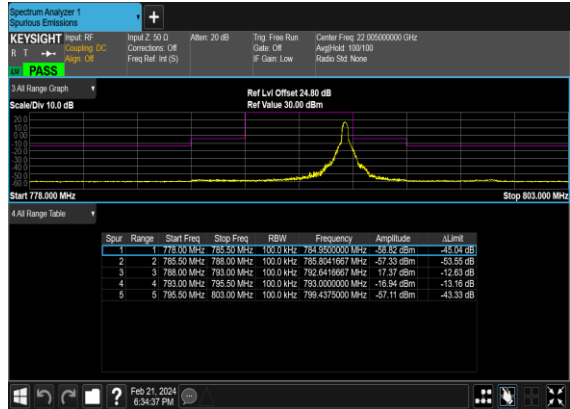 Spectrum Analyzer 1
Spurious Emissions
+
KEYSIGHT Input: RF Input Z: 50 Ω Atten: 20 dB Trig: Free Run Center Freq: 22.005000000 GHz
R T Coupling: DC Corrections: Off Gate: Off Avg|Hold: 100/100
Align: Off Freq Ref: Int (S) IF Gain: Low Radio Std: None
PASS
3 All Range Graph
Ref Lvl Offset 24.80 dB
Scale/Div 10.0 dB Ref Value 30.00 dBm
20.0
10.0
0.00
-10.0
-20.0
-30.0
-40.0
-50.0
-60.0
Start 778.000 MHz Stop 803.000 MHz
4 All Range Table
Spur Range Start Freq Stop Freq RBW Frequency Amplitude ΔLimit
1 1 778.00 MHz 785.50 MHz 100.0 kHz 784.9500000 MHz -58.82 dBm -45.04 dB
2 2 785.50 MHz 788.00 MHz 100.0 kHz 785.8041667 MHz -57.33 dBm -53.55 dB
3 3 788.00 MHz 793.00 MHz 100.0 kHz 792.6416667 MHz 17.37 dBm -12.63 dB
4 4 793.00 MHz 795.50 MHz 100.0 kHz 793.0000000 MHz -16.94 dBm -13.16 dB
5 5 795.50 MHz 803.00 MHz 100.0 kHz 799.4375000 MHz -57.11 dBm -43.33 dB
? Feb 21, 2024
6:34:37 PM